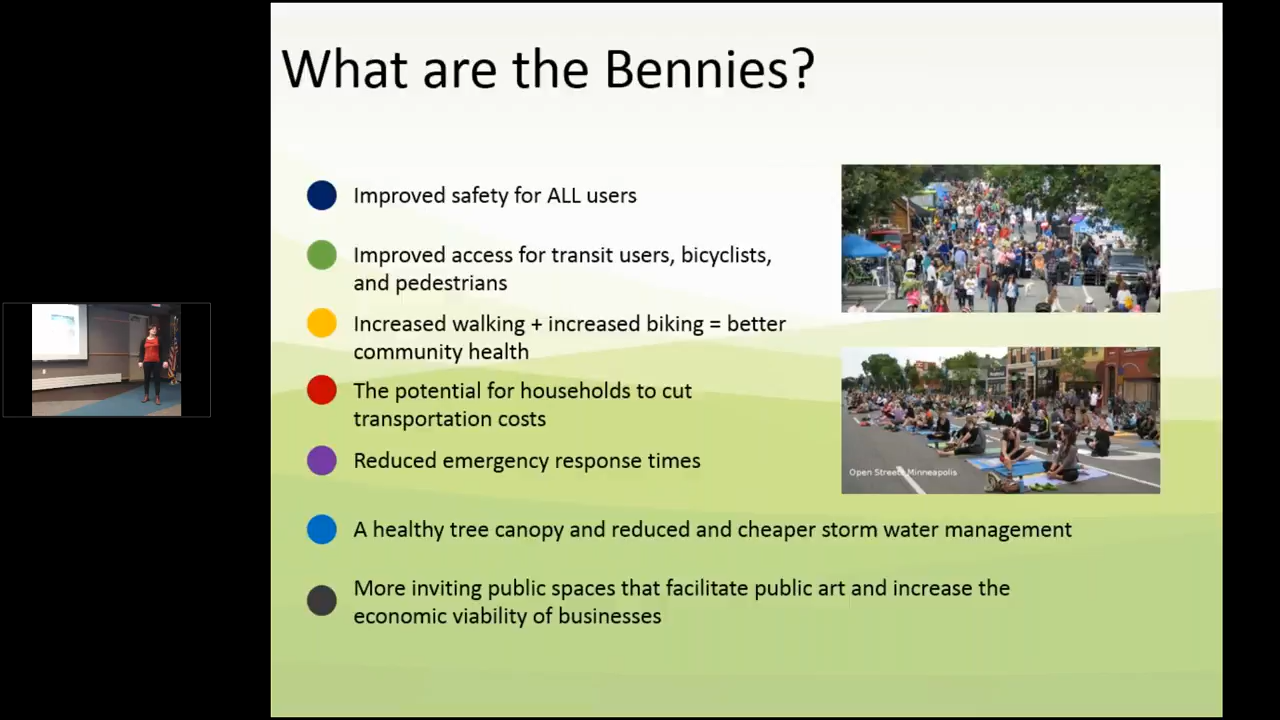 What are the Bennies?
Improved safety for ALL users
Improved access for transit users, bicyclists,
and pedestrians
Increased walking + increased biking = better
community health
The potential for households to cut
transportation costs
Reduced emergency response times
Open Streets Minneapolis
A healthy tree canopy and reduced and cheaper storm water management
More inviting public spaces that facilitate public art and increase the
economic viability of businesses